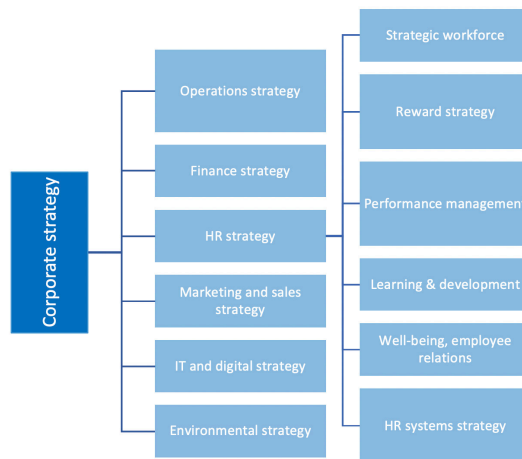 Corporate strategy
Operations strategy
Finance strategy
HR strategy
Marketing and sales
strategy
IT and digital strategy
Environmental strategy
Strategic workforce
Reward strategy
Performance managemen
Learning & development
Well-being, employee
relations
HR systems strategy